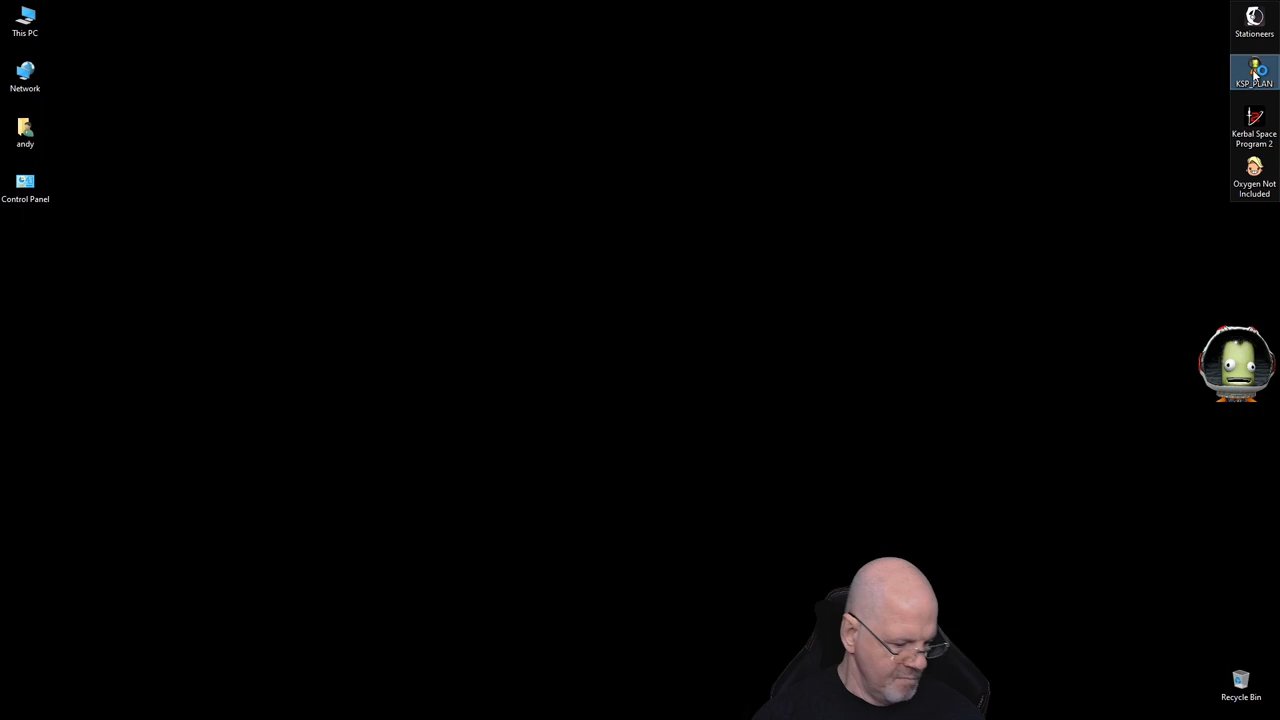 This PC
Network
andy
Control Panel
Stationeers
KSP_PLAN
Kerbal Space
Program 2
Oxygen Not
Included
Recycle Bin